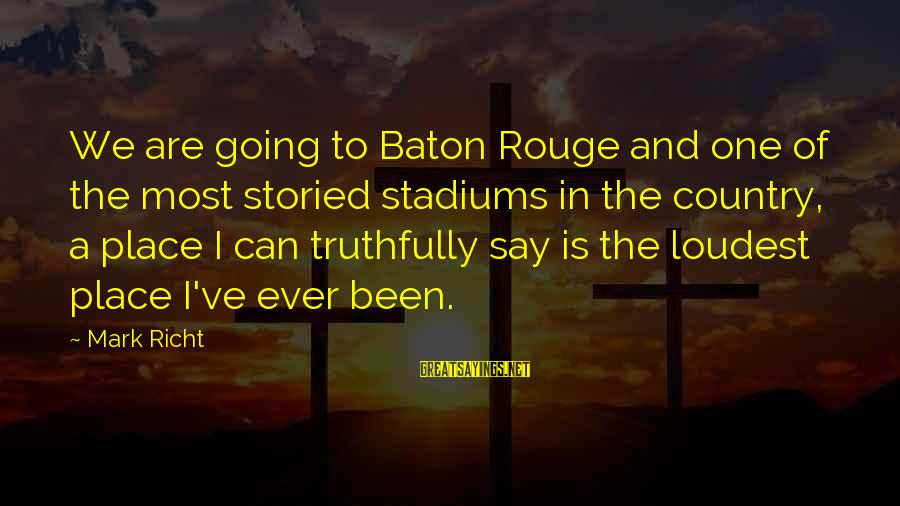 We are going to Baton Rouge and one of
the most storied stadiums in the country,
a place I can truthfully say is the loudest
place I've ever been.
~ Mark Richt
GREATSAYINGS.NET